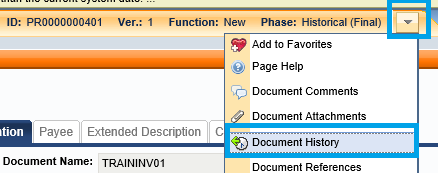 than the current system date. ...
ID: PR0000000401 Ver.: 1 Function: New Phase: Historical (Final)
Add to Favorites
Page Help
Document Comments
Document Attachments
Document History
Document References
Payee Extended Description
Document Name: TRAININV01